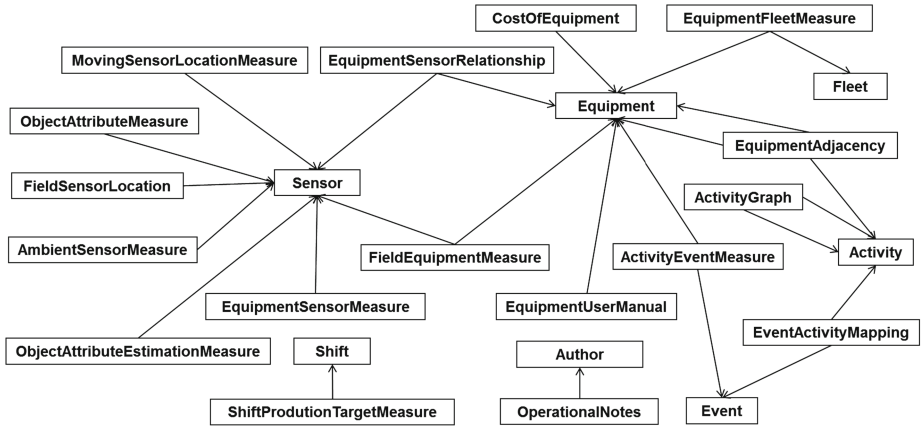 CostOfEquipment
EquipmentFleetMeasure
MovingSensorLocationMeasure
EquipmentSensorRelationship
Fleet
Equipment
ObjectAttributeMeasure
EquipmentAdjacency
Sensor
FieldSensorLocation
ActivityGraph
AmbientSensorMeasure
FieldEquipmentMeasure
ActivityEventMeasure
Activity
EquipmentSensorMeasure
EquipmentUserManual
EventActivityMapping
ObjectAttributeEstimationMeasure
Shift
Author
ShiftProdutionTargetMeasure
OperationalNotes
Event